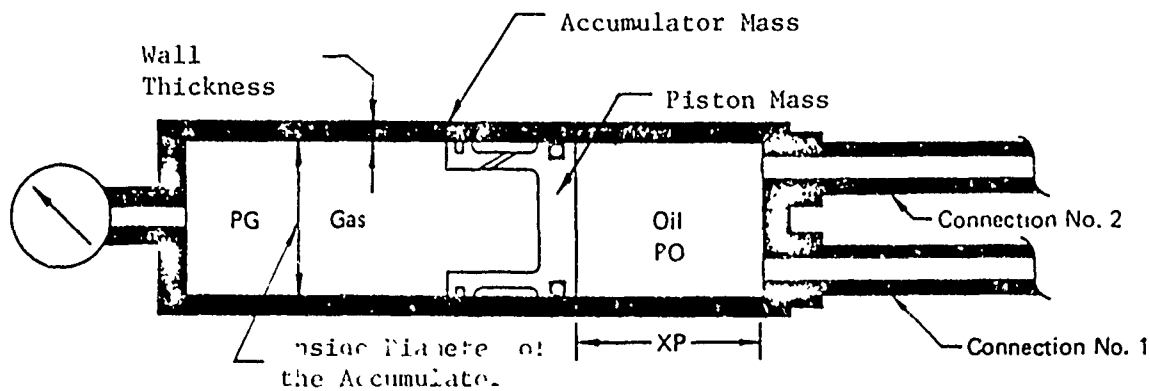 Accumulator Mass
Wall
Thickness
Piston Mass
PG
Gas
Oil
PO
Connection No. 2
XP
Connection No. 1
the